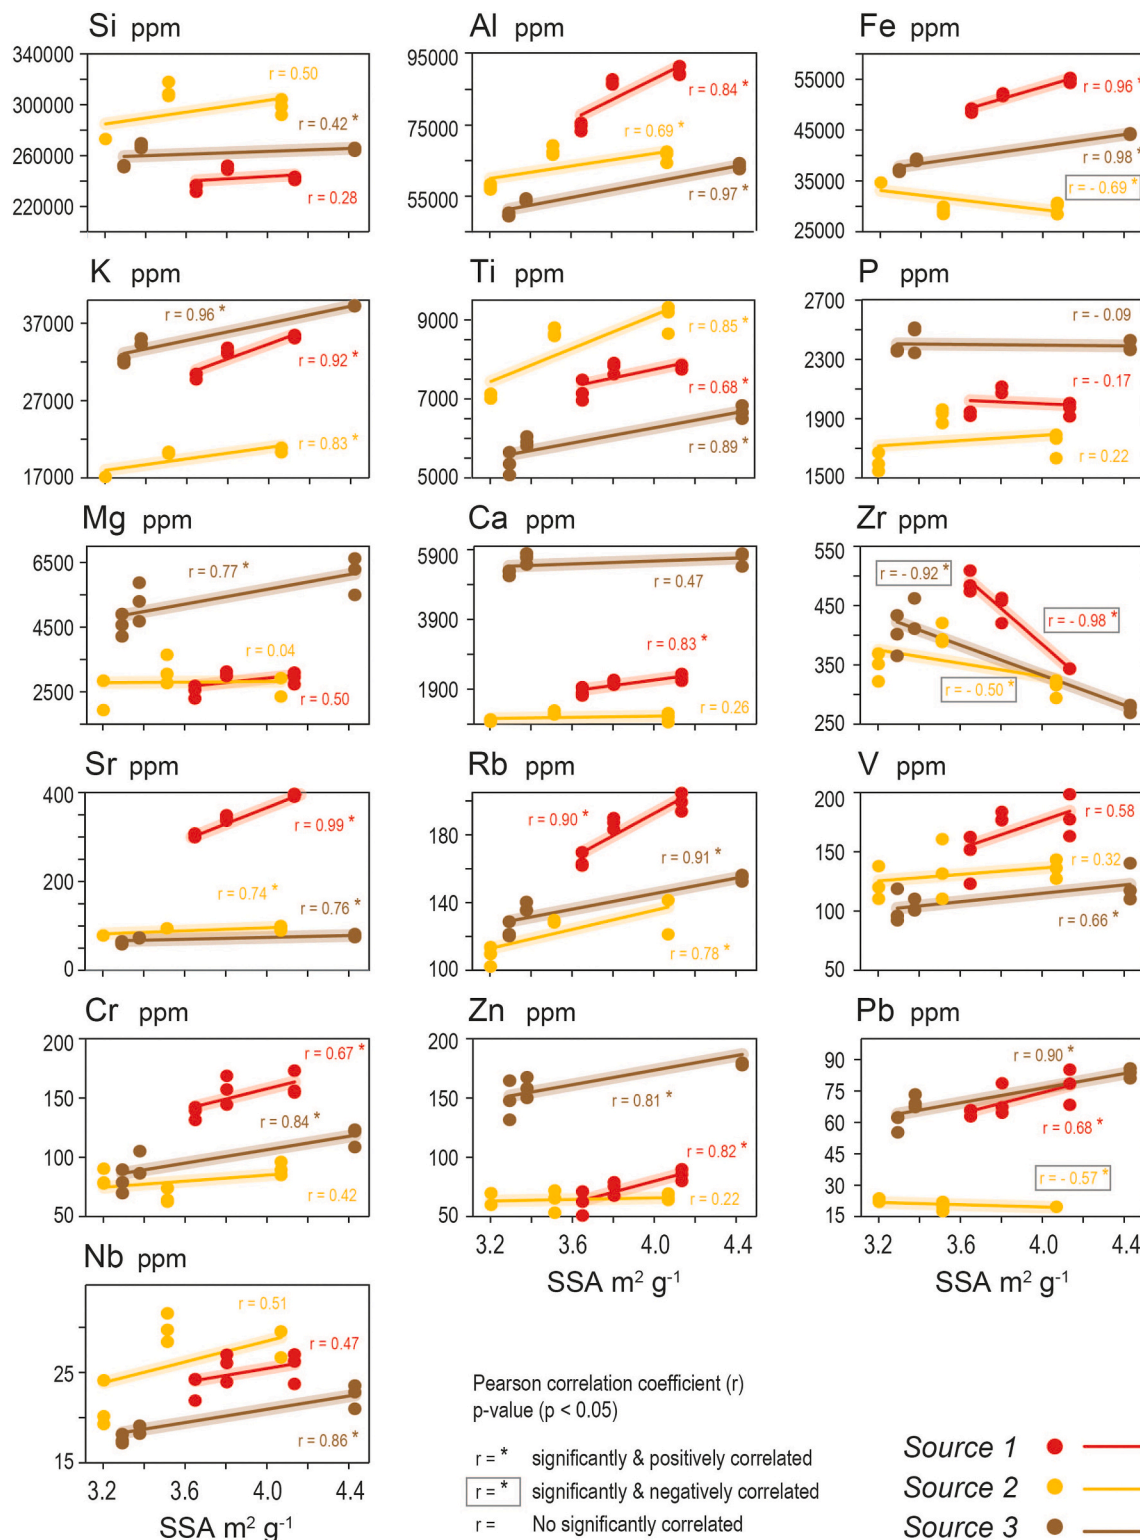 Si ppm
340000
300000
260000
220000
r = 0.50
r = 0.42 *
r = 0.28
Al ppm
95000
75000
55000
r = 0.84 *
r = 0.69 *
r = 0.97 *
Fe ppm
55000
45000
35000
25000
r = 0.96 *
r = 0.98 *
r = - 0.69 *
K ppm
37000
27000
17000
r = 0.96 *
r = 0.92 *
r = 0.83 *
Ti ppm
9000
7000
5000
r = 0.85 *
r = 0.68 *
r = 0.89 *
P ppm
2700
2300
1900
1500
r = - 0.09
r = - 0.17
r = 0.22
Mg ppm
6500
4500
2500
r = 0.77 *
r = 0.04
r = 0.50
Ca ppm
5900
3900
1900
r = 0.47
r = 0.83 *
r = 0.26
Zr ppm
550
450
350
250
r = - 0.92 *
r = - 0.98 *
r = - 0.50 *
Sr ppm
400
200
0
r = 0.99 *
r = 0.74 *
r = 0.76 *
Rb ppm
180
140
100
r = 0.90 *
r = 0.91 *
r = 0.78 *
V ppm
200
150
100
50
r = 0.58
r = 0.32
r = 0.66 *
Cr ppm
200
150
100
50
r = 0.67 *
r = 0.84 *
r = 0.42
Zn ppm
200
150
100
50
r = 0.81 *
r = 0.82 *
r = 0.22
3.2 3.6 4.0 4.4
SSA m² g⁻¹
Pb ppm
90
75
60
45
30
15
r = 0.90 *
r = 0.68 *
r = - 0.57 *
3.2 3.6 4.0 4.4
SSA m² g⁻¹
Nb ppm
25
15
r = 0.51
r = 0.47
r = 0.86 *
3.2 3.6 4.0 4.4
SSA m² g⁻¹
Pearson correlation coefficient (r)
p-value (p < 0.05)
r = * significantly & positively correlated
r = * significantly & negatively correlated
r = No significantly correlated
Source 1
Source 2
Source 3